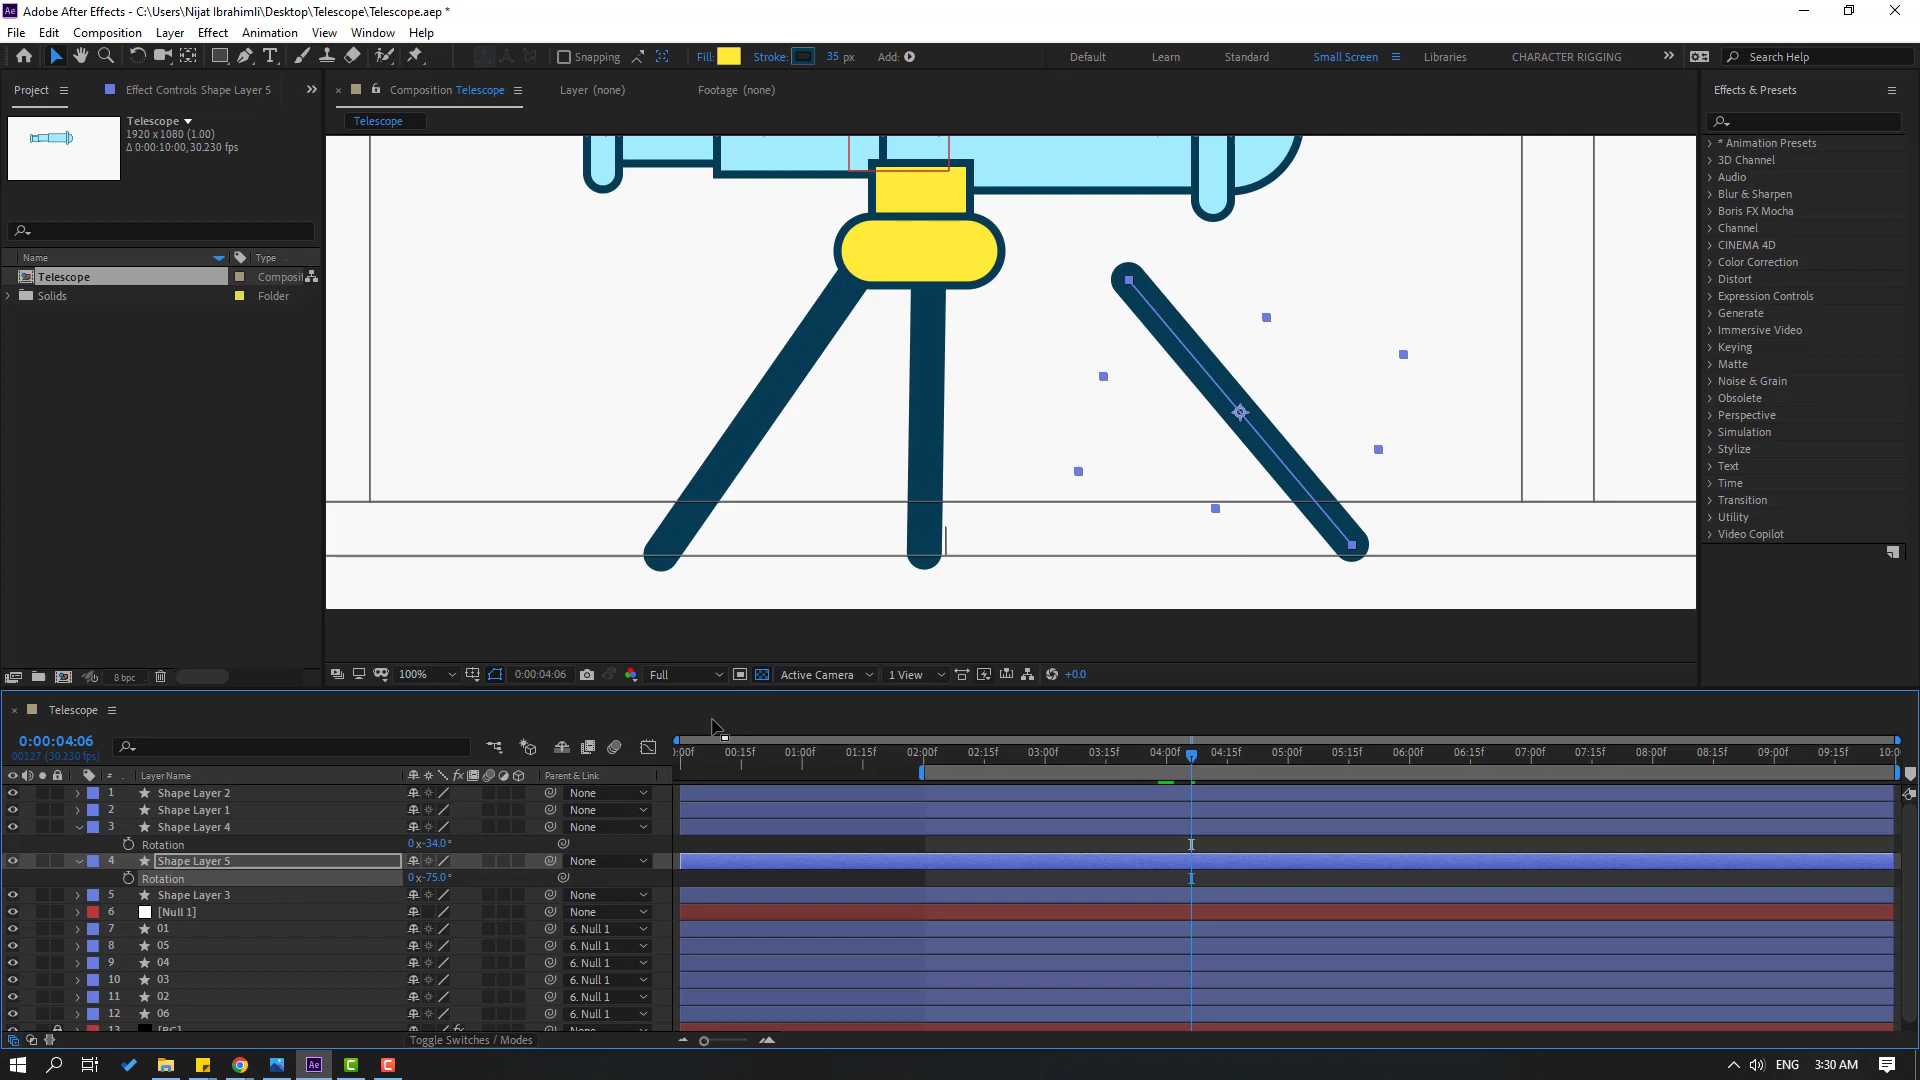 Adobe After Effects - C:\Users\Nijat Ibrahimli\Desktop\Telescope\Telescope.aep *
File Edit Composition Layer Effect Animation View Window Help
Snapping Fill: Stroke: 35 px Add: Default Learn Standard Small Screen Libraries CHARACTER RIGGING Search Help
Project Effect Controls Shape Layer 5 Composition Telescope Layer (none) Footage (none) Effects & Presets
Telescope
1920 x 1080 (1.00)
Δ 0:00:10:00, 30.230 fps
Telescope
Name Type
Telescope Composi
Solids Folder
* Animation Presets
3D Channel
Audio
Blur & Sharpen
Boris FX Mocha
Channel
CINEMA 4D
Color Correction
Distort
Expression Controls
Generate
Immersive Video
Keying
Matte
Noise & Grain
Obsolete
Perspective
Simulation
Stylize
Text
Time
Transition
Utility
Video Copilot
8 bpc 100% 0:00:04:06 Full Active Camera 1 View +0.0
Telescope
0:00:04:06
00127 (30.230 fps)
:00f 00:15f 01:00f 01:15f 02:00f 02:15f 03:00f 03:15f 04:00f 04:15f 05:00f 05:15f 06:00f 06:15f 07:00f 07:15f 08:00f 08:15f 09:00f 09:15f 10:0
# Layer Name fx Parent & Link
1 Shape Layer 2 None
2 Shape Layer 1 None
3 Shape Layer 4 None
Rotation 0x-34.0°
4 Shape Layer 5 None
Rotation 0x-75.0°
5 Shape Layer 3 None
6 [Null 1] None
7 01 6. Null 1
8 05 6. Null 1
9 04 6. Null 1
10 03 6. Null 1
11 02 6. Null 1
12 06 6. Null 1
13 [BG] None
Toggle Switches / Modes
Ae ENG 3:30 AM